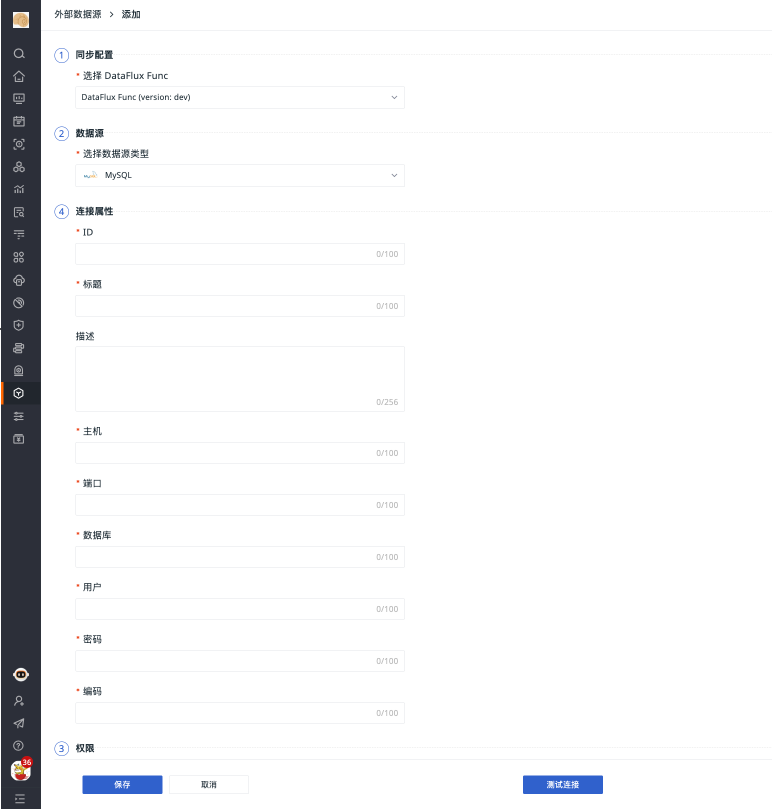 外部数据源 > 添加
1 同步配置
* 选择 DataFlux Func
DataFlux Func (version: dev)
2 数据源
* 选择数据源类型
MySQL
4 连接属性
* ID
0/100
* 标题
0/100
描述
0/256
* 主机
0/100
* 端口
0/100
* 数据库
0/100
* 用户
0/100
* 密码
0/100
* 编码
0/100
3 权限
36
保存 取消 测试连接